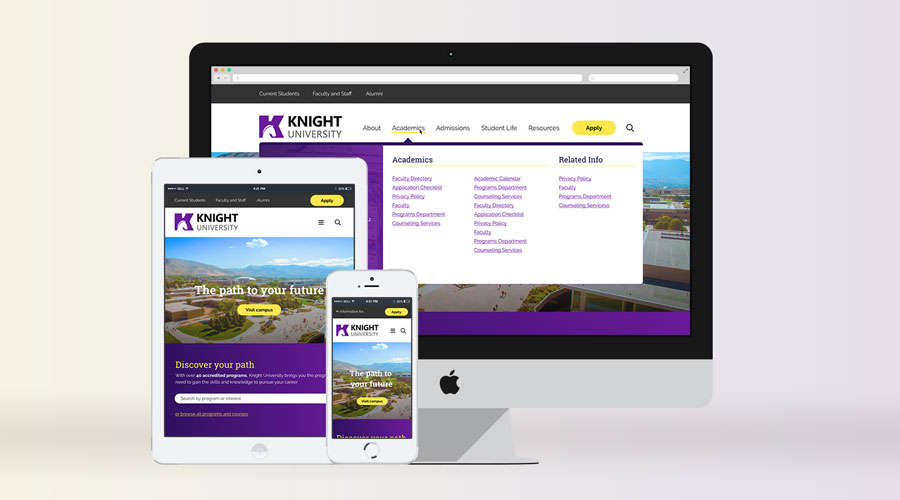 Current Students Faculty and Staff Alumni
KNIGHT
UNIVERSITY
About Academics Admissions Student Life Resources Apply
Academics
Faculty Directory
Application Checklist
Privacy Policy
Faculty
Programs Department
Counseling Services
Academic Calendar
Programs Department
Counseling Services
Faculty Directory
Application Checklist
Privacy Policy
Faculty
Programs Department
Counseling Services
Related Info
Privacy Policy
Faculty
Programs Department
Counseling Services
4:21 PM
Current Students Faculty and Staff Alumni Apply
KNIGHT
UNIVERSITY
The path to your future
Visit campus
Discover your path
With over 40 accredited programs, Knight University brings you the
need to gain the skills and knowledge to pursue your career.
Search by program or interest
or browse all programs and courses
4:21 PM
Information for... Apply
KNIGHT
UNIVERSITY
The path to
your future
Visit campus
Discover your path